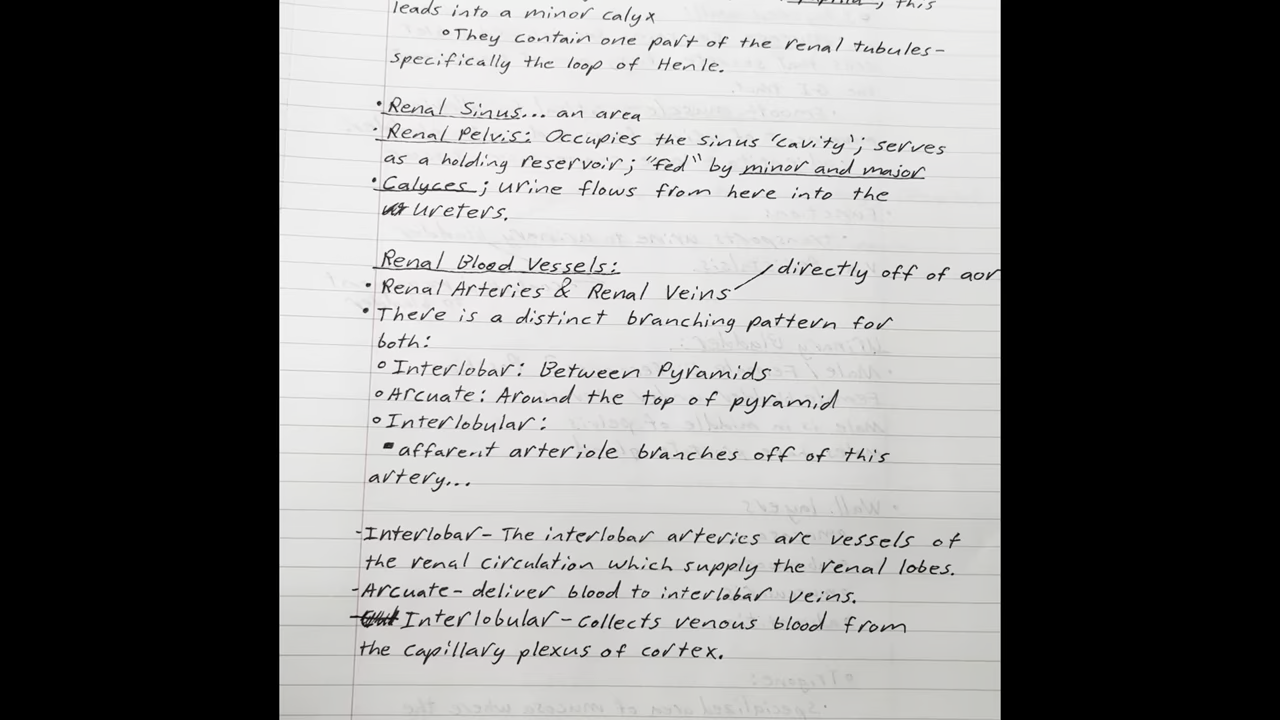 this
leads into a minor calyx
°They contain one part of the renal tubules-
specifically the loop of Henle.
•Renal Sinus... an area
•Renal Pelvis: Occupies the sinus 'cavity'; serves
as a holding reservoir; "fed" by minor and major
•Calyces; urine flows from here into the
ureters.
Renal Blood Vessels:
directly off of aor
•Renal Arteries & Renal Veins
•There is a distinct branching pattern for
both:
°Interlobar: Between Pyramids
°Arcuate: Around the top of pyramid
°Interlobular:
▪affarent arteriole branches off of this
artery...
-Interlobar- The interlobar arteries are vessels of
the renal circulation which supply the renal lobes.
-Arcuate- deliver blood to interlobar veins.
-Interlobular- Collects venous blood from
the capillary plexus of cortex.